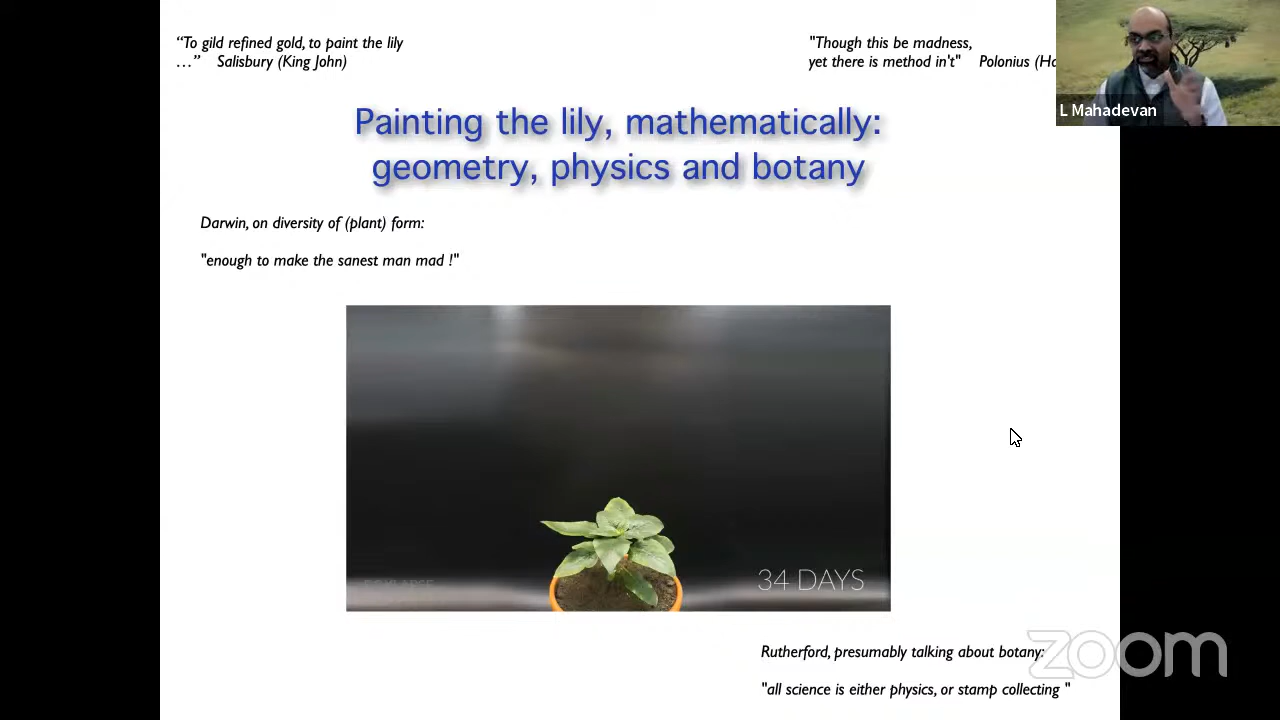 “To gild refined gold, to paint the lily
…” Salisbury (King John)
"Though this be madness,
yet there is method in't" Polonius (Ha
L Mahadevan
Painting the lily, mathematically:
geometry, physics and botany
Darwin, on diversity of (plant) form:
"enough to make the sanest man mad !"
34 DAYS
Rutherford, presumably talking about botany:
"all science is either physics, or stamp collecting "
zoom